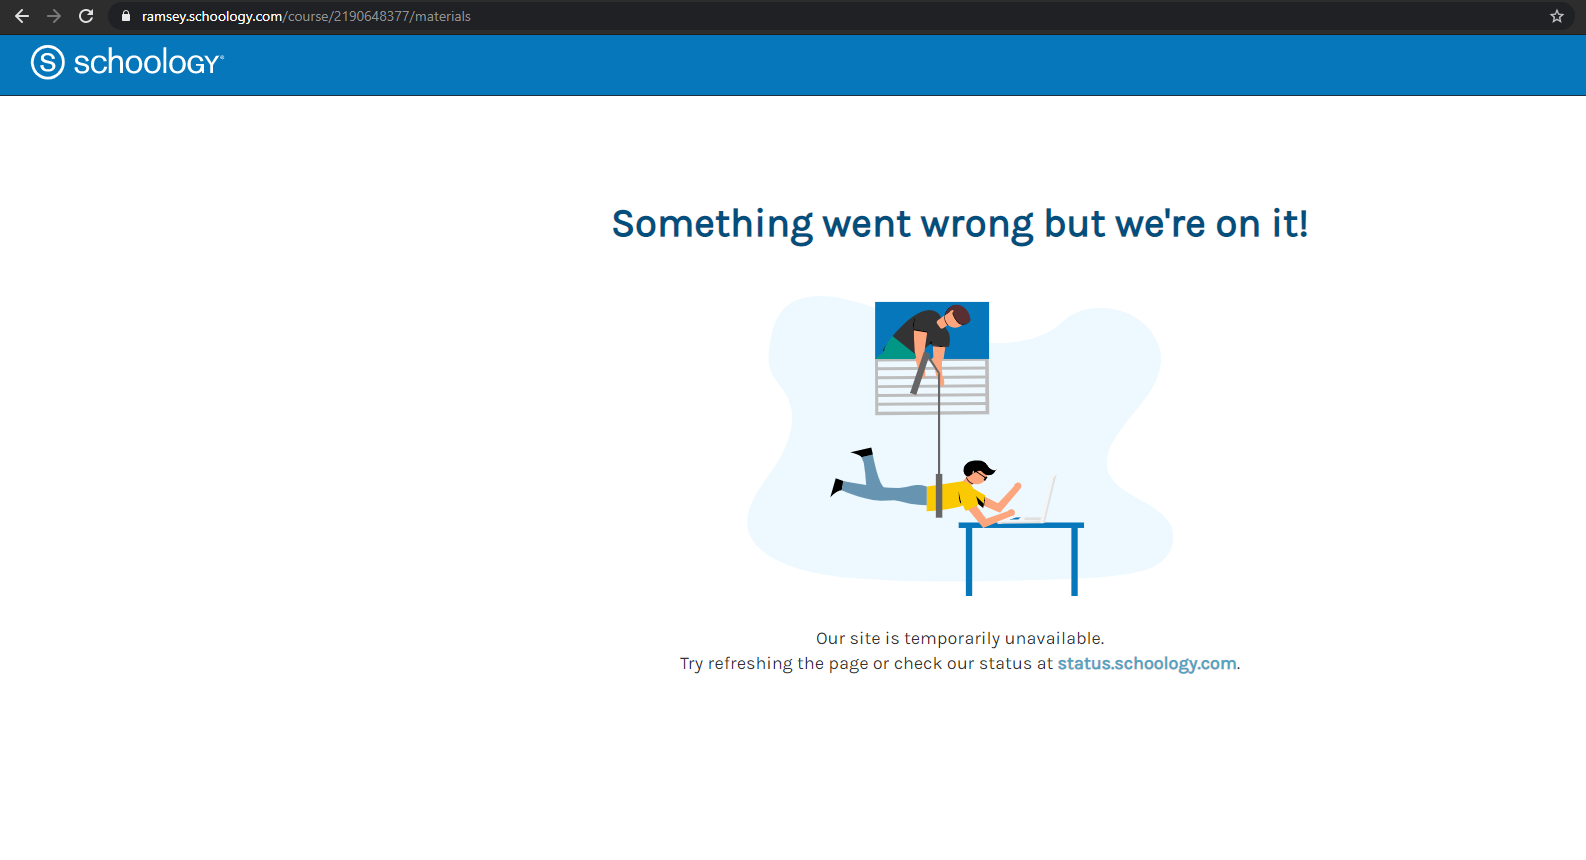 ramsey.schoology.com/course/2190648377/materials
S schoology
Something went wrong but we're on it!
Our site is temporarily unavailable.
Try refreshing the page or check our status at status.schoology.com.